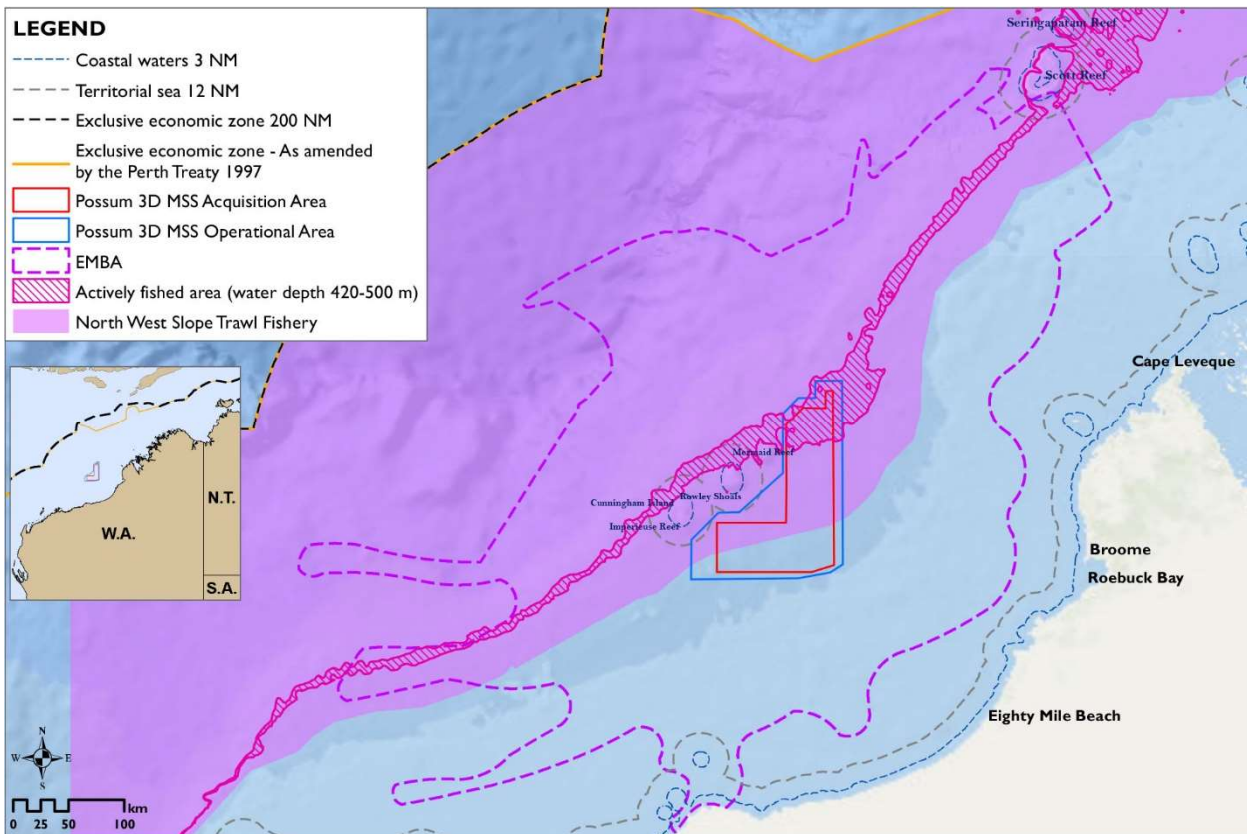 LEGEND
Coastal waters 3 NM
Territorial sea 12 NM
Exclusive economic zone 200 NM
Exclusive economic zone - As amended
by the Perth Treaty 1997
Possum 3D MSS Acquisition Area
Possum 3D MSS Operational Area
EMBA
Actively fished area (water depth 420-500 m)
North West Slope Trawl Fishery
Seringapatam Reef
Scott Reef
Cape Leveque
Mermaid Reef
Rowley Shoals
Cunningham Island
Imperieuse Reef
Broome
Roebuck Bay
Eighty Mile Beach
W.A.
N.T.
S.A.
N
W E
S
km
0 25 50 100